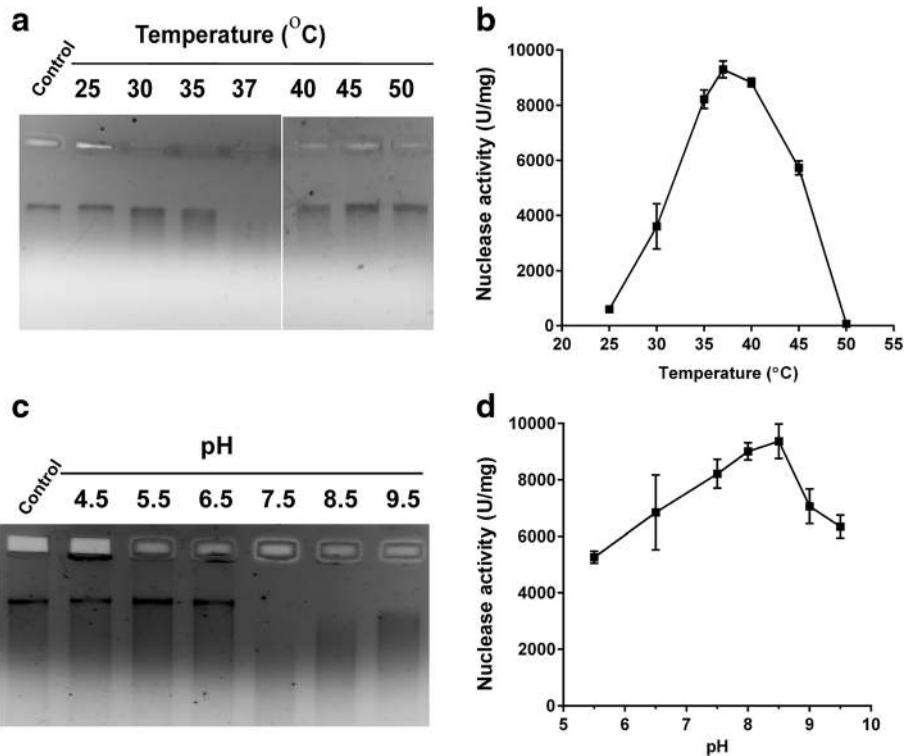 a
Temperature (°C)
Control 25 30 35 37 40 45 50
b
Nuclease activity (U/mg)
10000
8000
6000
4000
2000
0
20 25 30 35 40 45 50 55
Temperature (°C)
c
pH
Control 4.5 5.5 6.5 7.5 8.5 9.5
d
Nuclease activity (U/mg)
10000
8000
6000
4000
2000
0
5 6 7 8 9 10
pH